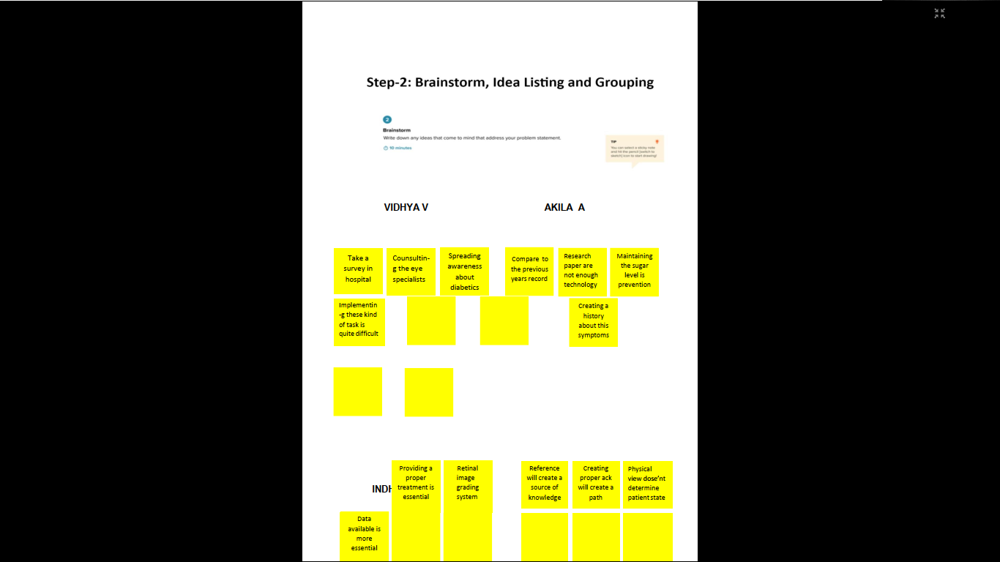 Step-2: Brainstorm, Idea Listing and Grouping
2
Brainstorm
Write down any ideas that come to mind that address your problem statement.
10 minutes
TIP
You can select a sticky note
and hit the pencil [switch to
sketch] icon to start drawing!
VIDHYA V
AKILA A
Take a
survey in
hospital
Counsultin-
g the eye
specialists
Spreading
awareness
about
diabetics
Compare to
the previous
years record
Research
paper are
not enough
technology
Maintaining
the sugar
level is
prevention
Implementin
-g these kind
of task is
quite difficult
Creating a
history
about this
symptoms
INDH
Providing a
proper
treatment is
essential
Retinal
image
grading
system
Reference
will create a
source of
knowledge
Creating
proper ack
will create a
path
Physical
view dose'nt
determine
patient state
Data
available is
more
essential